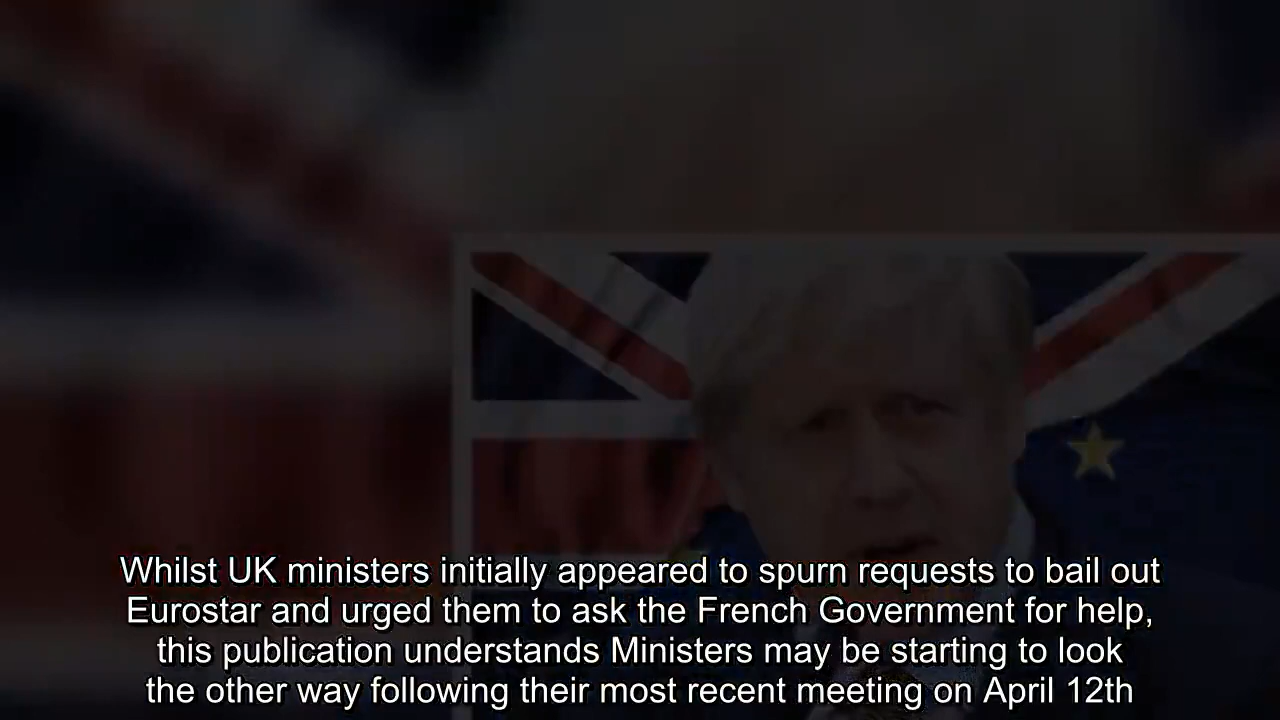 Whilst UK ministers initially appeared to spurn requests to bail out
Eurostar and urged them to ask the French Government for help,
this publication understands Ministers may be starting to look
the other way following their most recent meeting on April 12th